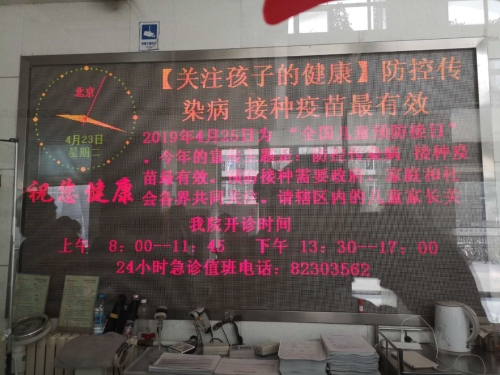 北京
4月23日
星期二
祝您健康
【关注孩子的健康】防控传
染病 接种疫苗最有效
2019年4月25日为 “全国儿童预防接种日”
。今年的宣传主题是：防控传染病 接种疫
苗最有效。预防接种需要政府、家庭和社
会各界共同关注。请辖区内的儿童家长关
我院开诊时间
上午 8：00--11：45 下午 13：30--17：00
24小时急诊值班电话：82303562